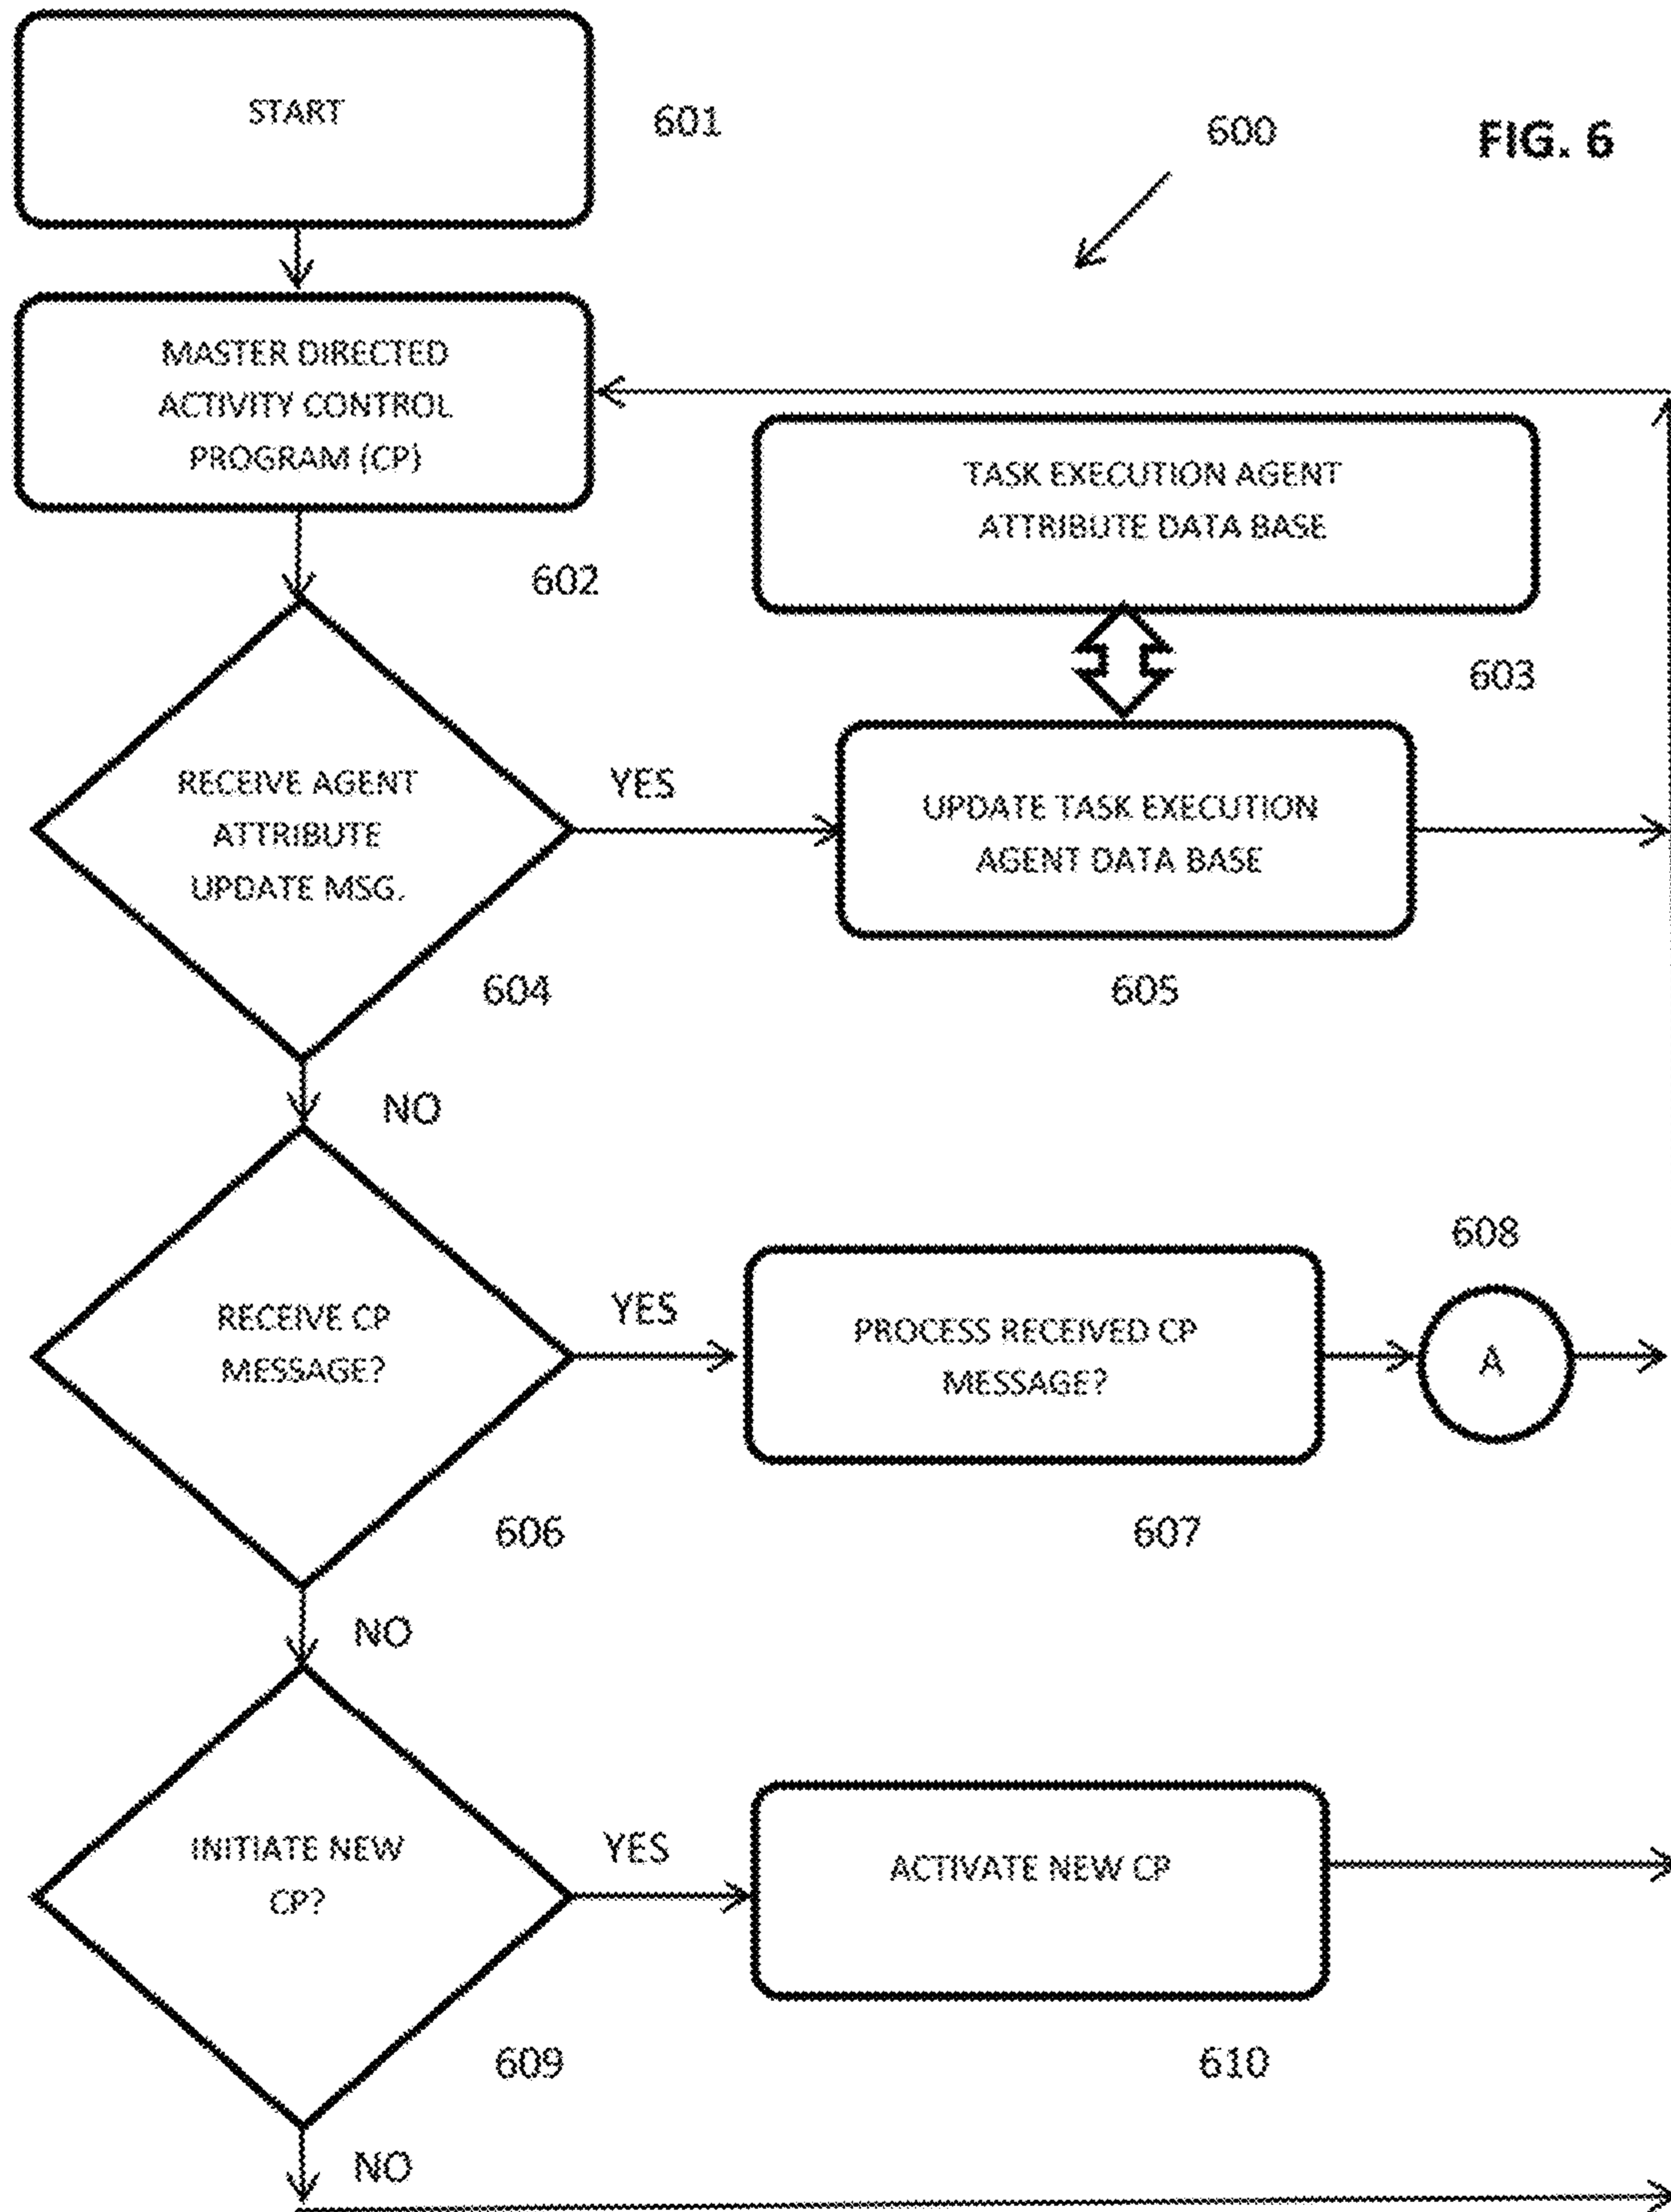 START
601
600
FIG. 6
MASTER DIRECTED
ACTIVITY CONTROL
PROGRAM (CP)
602
TASK EXECUTION AGENT
ATTRIBUTE DATA BASE
603
RECEIVE AGENT
ATTRIBUTE
UPDATE MSG.
604
YES
UPDATE TASK EXECUTION
AGENT DATA BASE
605
NO
RECEIVE CP
MESSAGE?
606
YES
PROCESS RECEIVED CP
MESSAGE?
607
608
A
NO
INITIATE NEW
CP?
609
YES
ACTIVATE NEW CP
610
NO